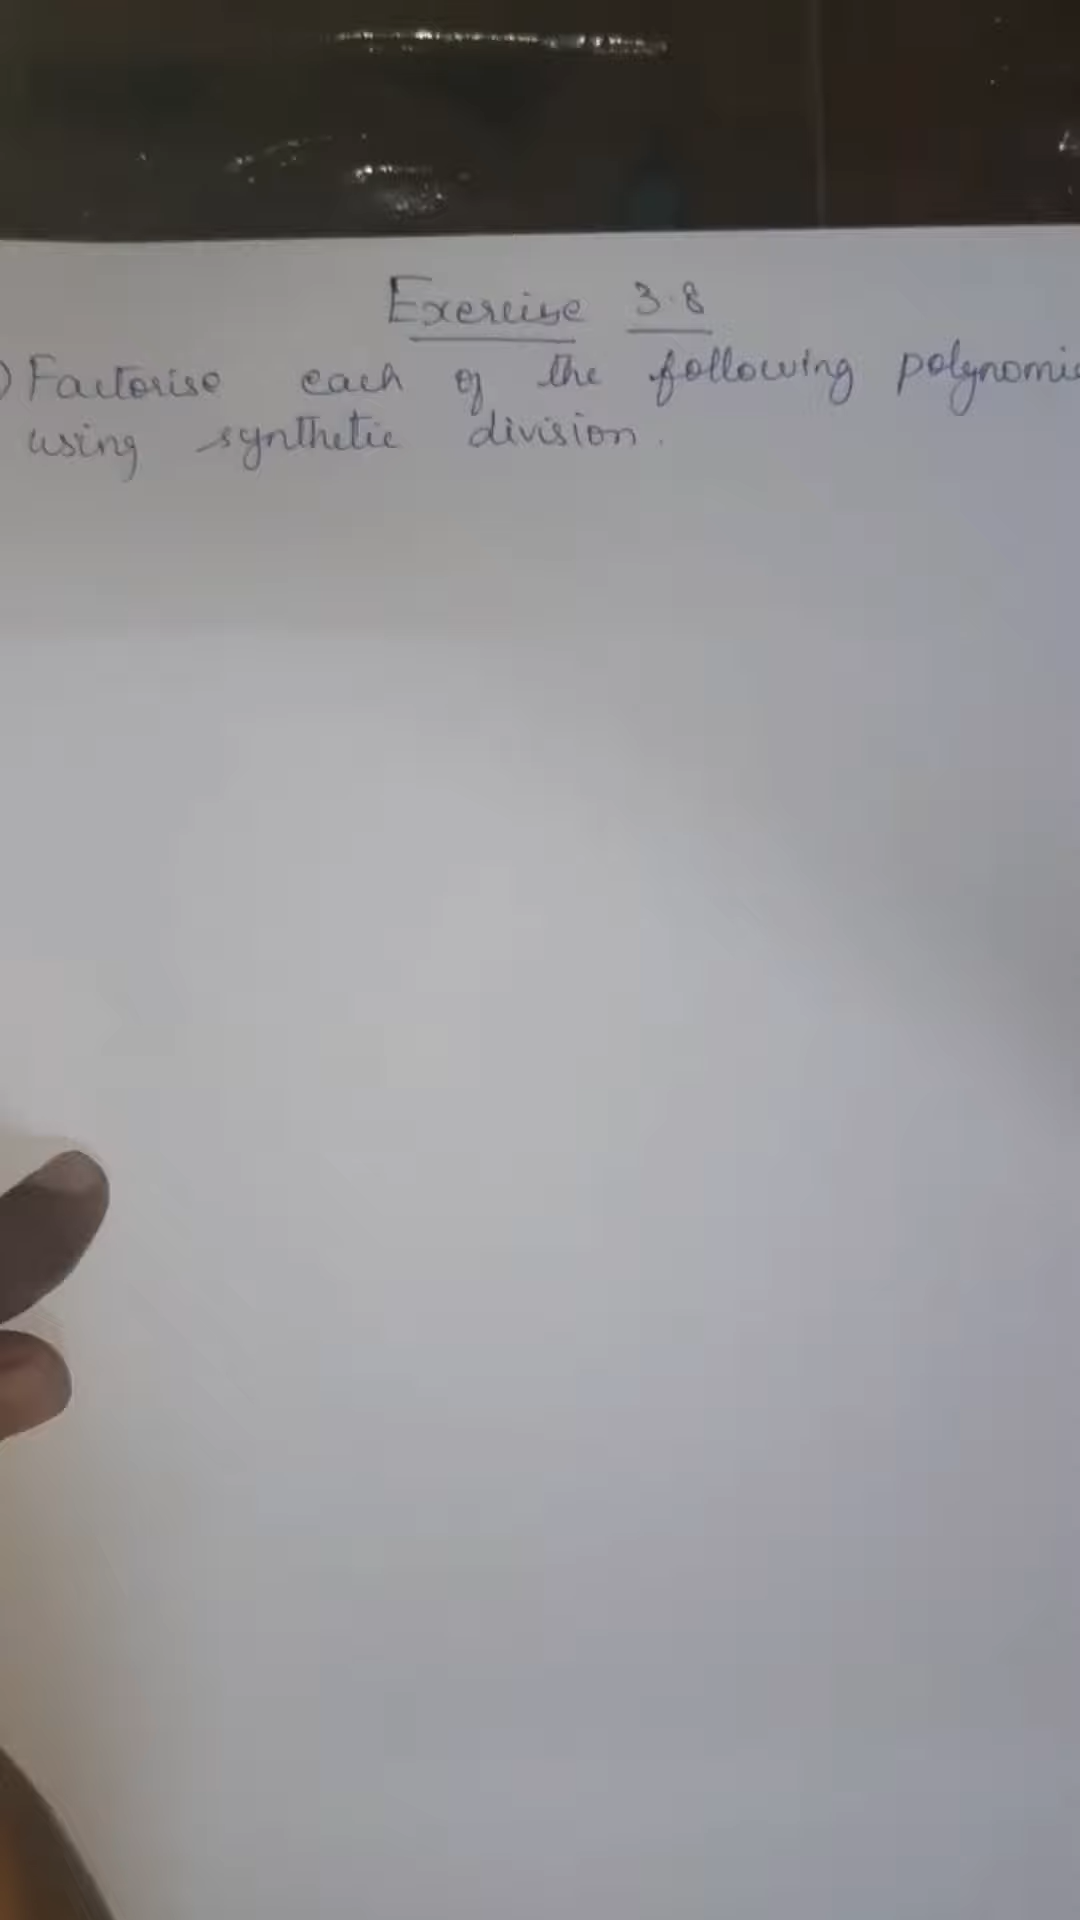 Exercise 3.8
) Factorise each of the following polynomi
using synthetic division.